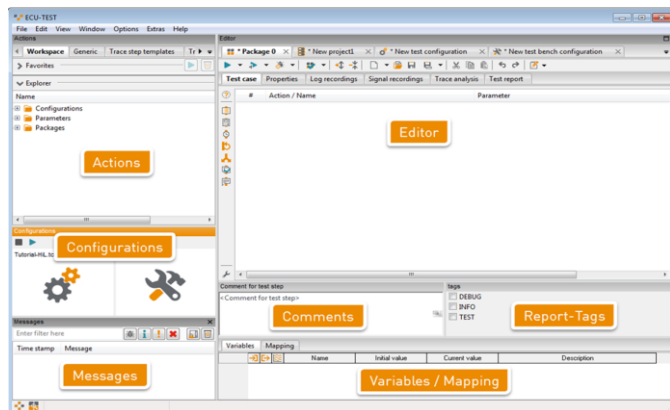 ECU-TEST
File Edit View Window Options Extras Help
Actions
Workspace Generic Trace step templates Tr
Favorites
Explorer
Name
Configurations
Parameters
Packages
Actions
Configurations
Configurations
Messages
Enter filter here
Time stamp Message
Messages
Editor
* Package 0 * New project1 * New test configuration * New test bench configuration
Test case Properties Log recordings Signal recordings Trace analysis Test report
# Action / Name Parameter
Editor
Comment for test step
<Comment for test step>
Comments
tags
DEBUG
INFO
TEST
Report-Tags
Variables Mapping
Name Initial value Current value Description
Variables / Mapping